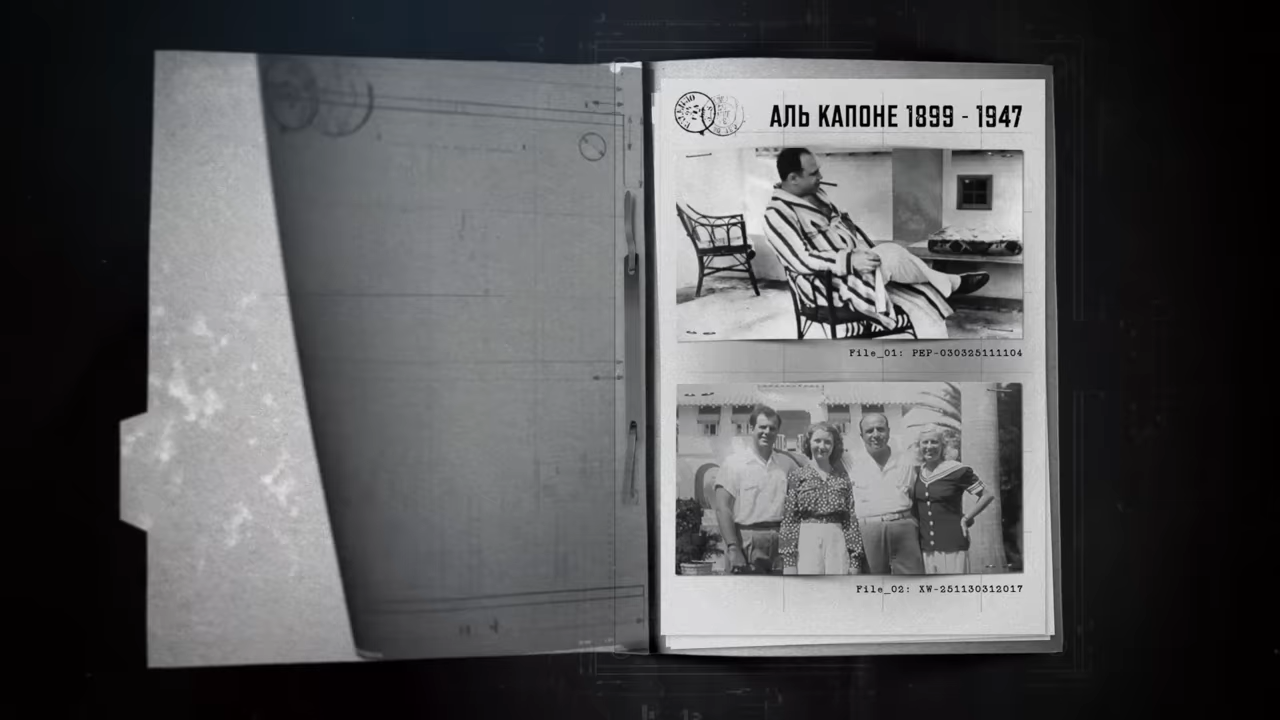 АЛЬ КАПОНЕ 1899 - 1947
File_01: PEP-030325111104
File_02: XW-251130312017